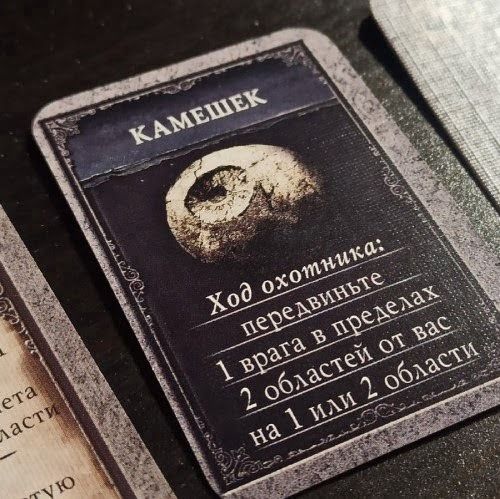 КАМЕШЕК
Ход охотника:
передвиньте
1 врага в пределах
2 областей от вас
на 1 или 2 области